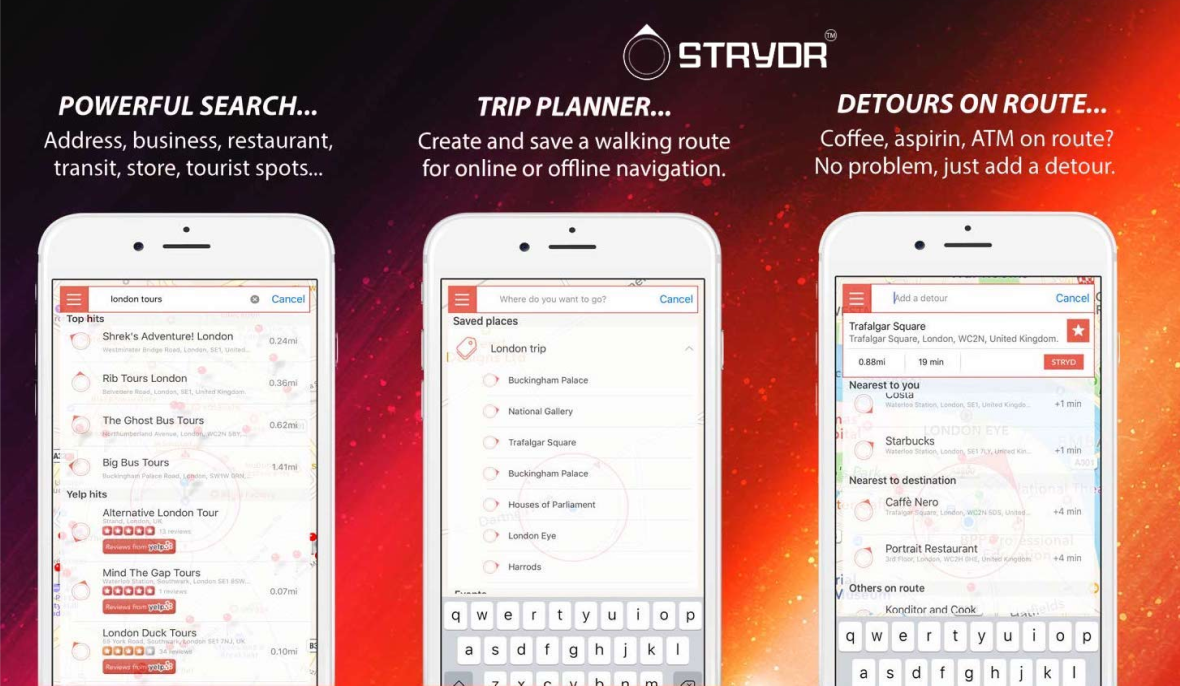 STRYDR™
POWERFUL SEARCH...
Address, business, restaurant,
transit, store, tourist spots...
london tours
Cancel
Top hits
Shrek's Adventure! London
Westminster Bridge Road, London, SE1, United...
0.24mi
Rib Tours London
Belvedere Road, London, SE1, United Kingdom.
0.36mi
The Ghost Bus Tours
Northumberland Avenue, London, WC2N 5BY,...
0.62mi
Big Bus Tours
Buckingham Palace Road, London, SW1W
1.41mi
Yelp hits
Alternative London Tour
Strand, London, UK
13 reviews
Reviews from yelp
Mind The Gap Tours
Waterloo Station, Southwark, London SE1
1 reviews
0.07mi
Reviews from yelp
London Duck Tours
York Road, Southwark, London SE1 7NJ, UK
34 reviews
0.10mi
Reviews from yelp
TRIP PLANNER...
Create and save a walking route
for online or offline navigation.
Where do you want to go?
Cancel
Saved places
London trip
Buckingham Palace
National Gallery
Trafalgar Square
Buckingham Palace
Houses of Parliament
London Eye
Harrods
Events
q w e r t y u i o p
a s d f g h j k l
z x c v b n m
DETOURS ON ROUTE...
Coffee, aspirin, ATM on route?
No problem, just add a detour.
Add a detour
Cancel
Trafalgar Square
Trafalgar Square, London, WC2N, United Kingdom.
0.88mi
19 min
STRYD
Nearest to you
Costa
Waterloo Station, London, SE1, United Kingdo...
+1 min
LONDON EYE
Starbucks
Waterloo Station, London, SE1 7LY, United Kin...
+1 min
A301
Nearest to destination
Caffè Nero
Trafalgar Square, London, WC2N 5DS, United...
+4 min
Portrait Restaurant
3rd Floor, London, WC2H 0HE, United Kingdom.
+4 min
Others on route
Konditor and Cook
q w e r t y u i o p
a s d f g h j k l